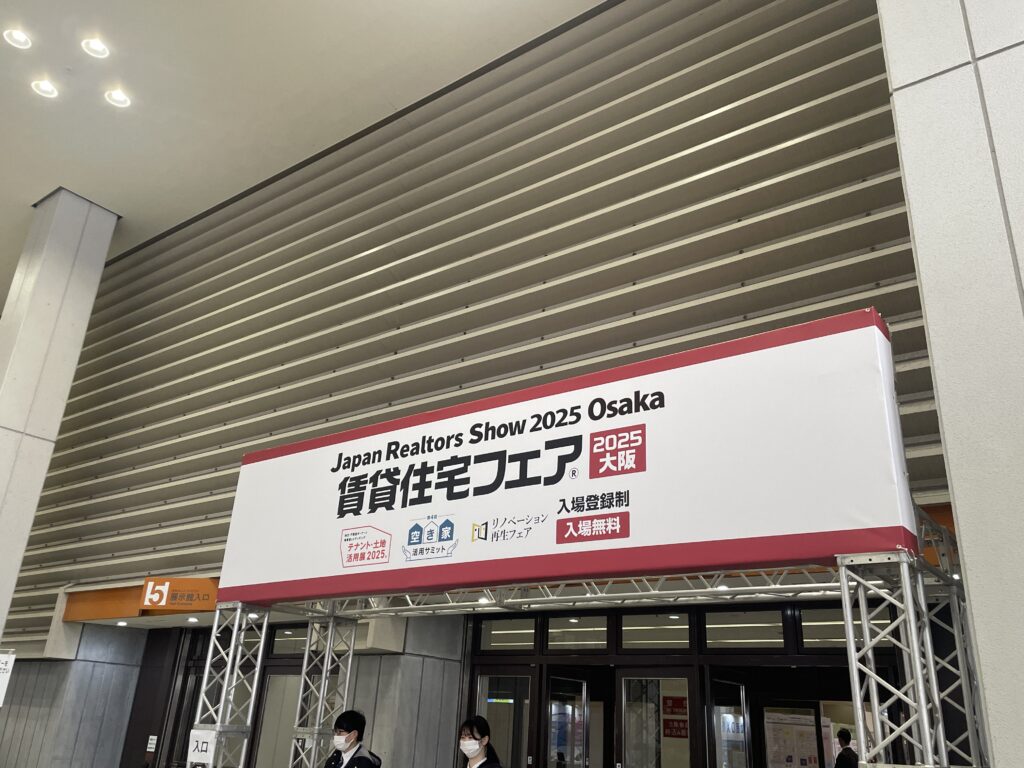 Japan Realtors Show 2025 Osaka
賃貸住宅フェア®
2025
大阪
テナント・土地
活用展2025.
第4回
空き家
活用サミット
リノベーション
再生フェア
入場登録制
入場無料
5
展示館入口
入口